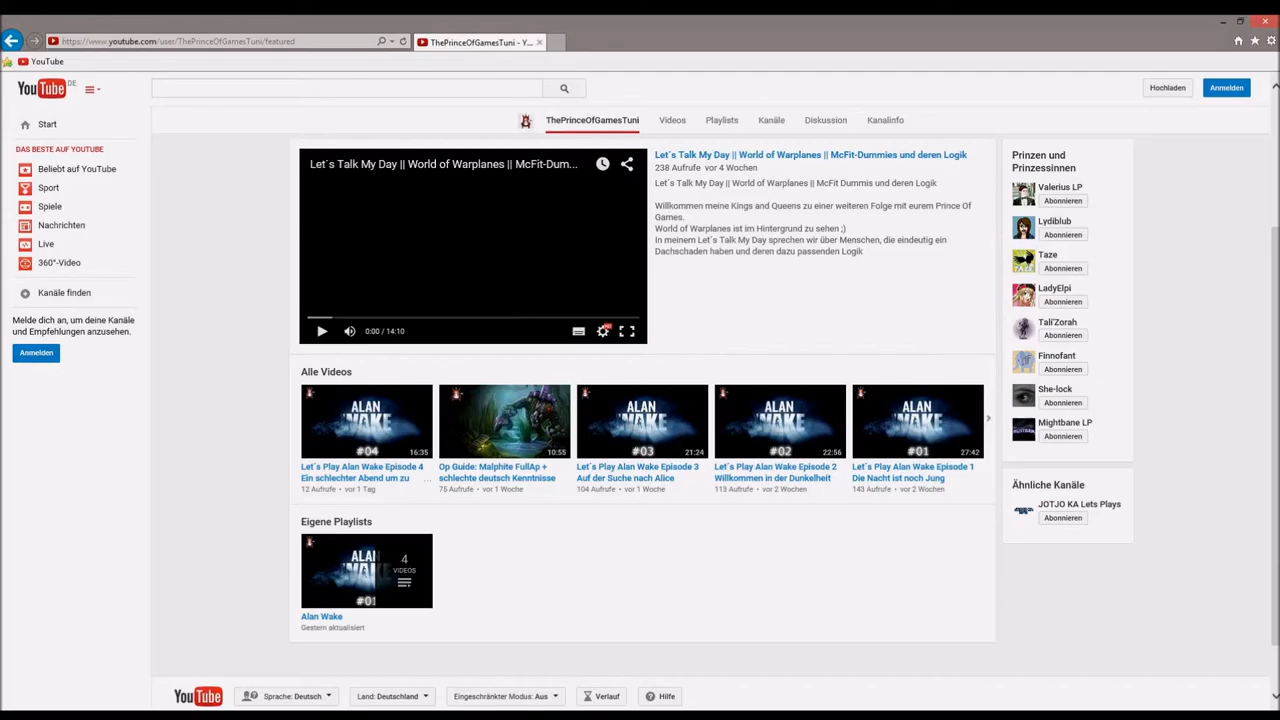 https://www.youtube.com/user/ThePrinceOfGamesTuni/featured
ThePrinceOfGamesTuni - Y...
YouTube
YouTube DE
Hochladen
Anmelden
Start
DAS BESTE AUF YOUTUBE
Beliebt auf YouTube
Sport
Spiele
Nachrichten
Live
360°-Video
Kanäle finden
Melde dich an, um deine Kanäle
und Empfehlungen anzusehen.
Anmelden
ThePrinceOfGamesTuni
Videos
Playlists
Kanäle
Diskussion
Kanalinfo
Let´s Talk My Day || World of Warplanes || McFit-Dum...
0:00 / 14:10
Let´s Talk My Day || World of Warplanes || McFit-Dummies und deren Logik
238 Aufrufe vor 4 Wochen
Let´s Talk My Day || World of Warplanes || McFit Dummis und deren Logik
Willkommen meine Kings and Queens zu einer weiteren Folge mit eurem Prince Of
Games.
World of Warplanes ist im Hintergrund zu sehen ;)
In meinem Let´s Talk My Day sprechen wir über Menschen, die eindeutig ein
Dachschaden haben und deren dazu passenden Logik
Alle Videos
ALAN
WAKE
#04
16:35
Let´s Play Alan Wake Episode 4
Ein schlechter Abend um zu ...
12 Aufrufe • vor 1 Tag
10:55
Op Guide: Malphite FullAp +
schlechte deutsch Kenntnisse
75 Aufrufe • vor 1 Woche
ALAN
WAKE
#03
21:24
Let´s Play Alan Wake Episode 3
Auf der Suche nach Alice
104 Aufrufe • vor 1 Woche
ALAN
WAKE
#02
22:56
Let´s Play Alan Wake Episode 2
Willkommen in der Dunkelheit
113 Aufrufe • vor 2 Wochen
ALAN
WAKE
#01
27:42
Let´s Play Alan Wake Episode 1
Die Nacht ist noch Jung
143 Aufrufe • vor 2 Wochen
Eigene Playlists
#01
4
VIDEOS
Alan Wake
Gestern aktualisiert
Prinzen und
Prinzessinnen
Valerius LP
Abonnieren
Lydiblub
Abonnieren
Taze
Abonnieren
LadyElpi
Abonnieren
Tali'Zorah
Abonnieren
Finnofant
Abonnieren
She-lock
Abonnieren
Mightbane LP
Abonnieren
Ähnliche Kanäle
JOTJO KA Lets Plays
Abonnieren
YouTube
Sprache: Deutsch
Land: Deutschland
Eingeschränkter Modus: Aus
Verlauf
Hilfe